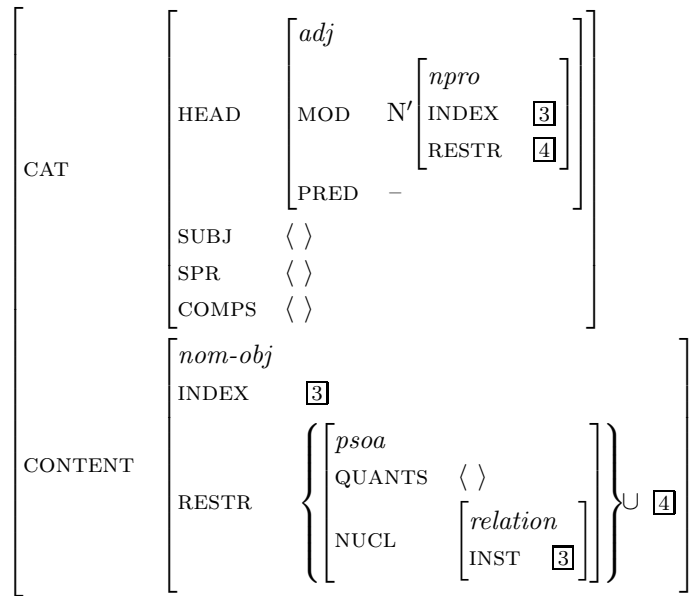 adj
npro
HEAD MOD N′ INDEX 3
RESTR 4
CAT
PRED –
SUBJ ⟨ ⟩
SPR ⟨ ⟩
COMPS ⟨ ⟩
nom-obj
INDEX 3
psoa
CONTENT QUANTS ⟨ ⟩
RESTR { } ∪ 4
relation
NUCL
INST 3